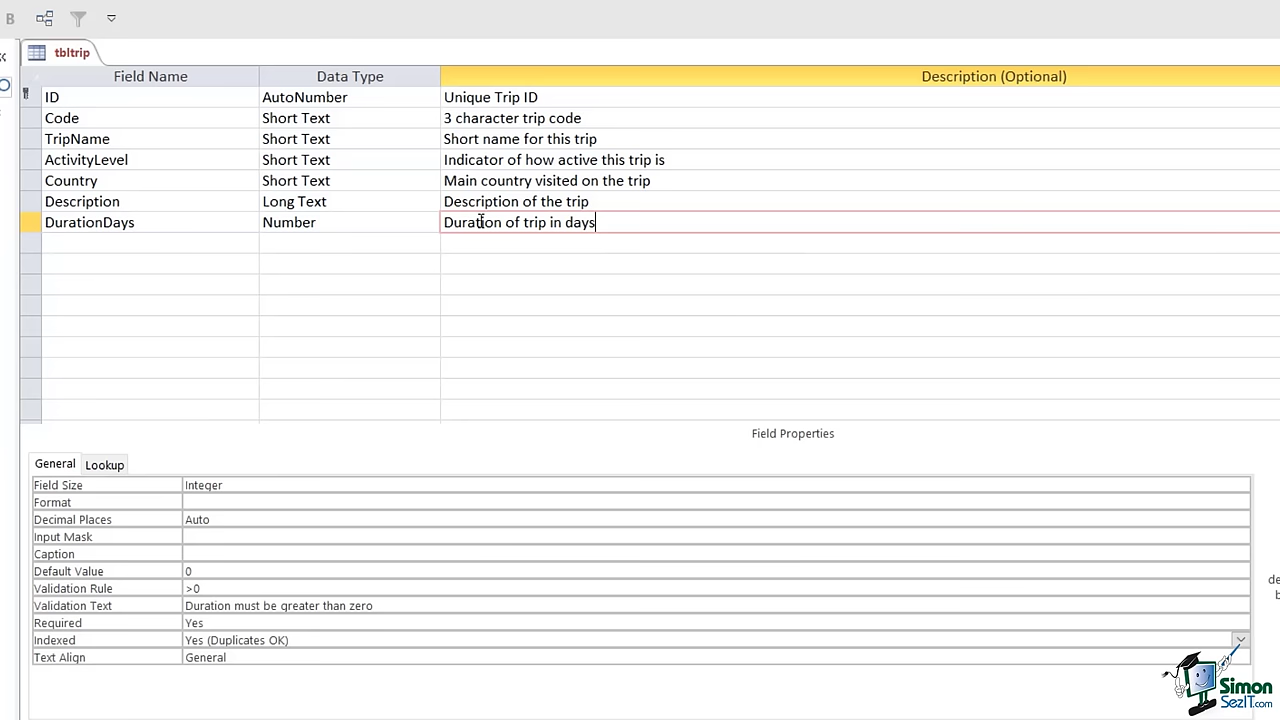 B
tbltrip
Field Name Data Type Description (Optional)
ID AutoNumber Unique Trip ID
Code Short Text 3 character trip code
TripName Short Text Short name for this trip
ActivityLevel Short Text Indicator of how active this trip is
Country Short Text Main country visited on the trip
Description Long Text Description of the trip
DurationDays Number Duration of trip in days
Field Properties
General Lookup
Field Size Integer
Format
Decimal Places Auto
Input Mask
Caption
Default Value 0
Validation Rule >0
Validation Text Duration must be greater than zero
Required Yes
Indexed Yes (Duplicates OK)
Text Align General
de
b
Simon
SezIT.com